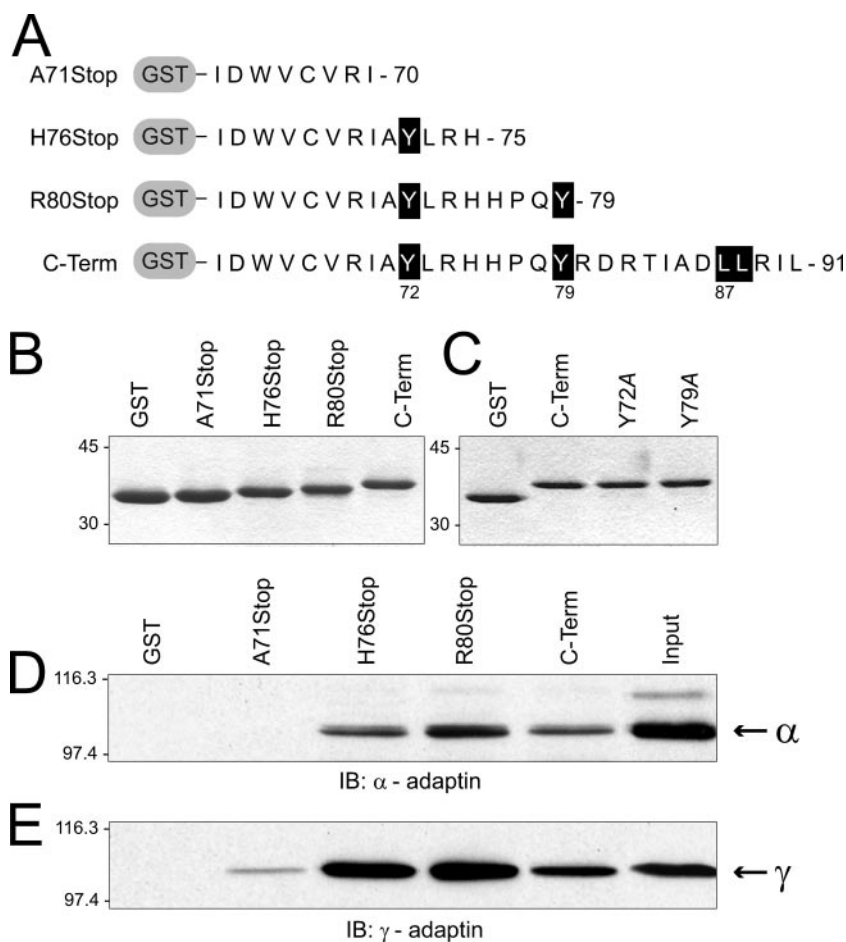 A
A71Stop GST - I D W V C V R I - 70
H76Stop GST - I D W V C V R I A Y L R H - 75
R80Stop GST - I D W V C V R I A Y L R H H P Q Y - 79
C-Term GST - I D W V C V R I A Y L R H H P Q Y R D R T I A D L L R I L - 91
72 79 87
B
GST A71Stop H76Stop R80Stop C-Term
45
30
C
GST C-Term Y72A Y79A
45
30
GST A71Stop H76Stop R80Stop C-Term Input
D
116.3
97.4
← α
IB: α - adaptin
E
116.3
97.4
← γ
IB: γ - adaptin